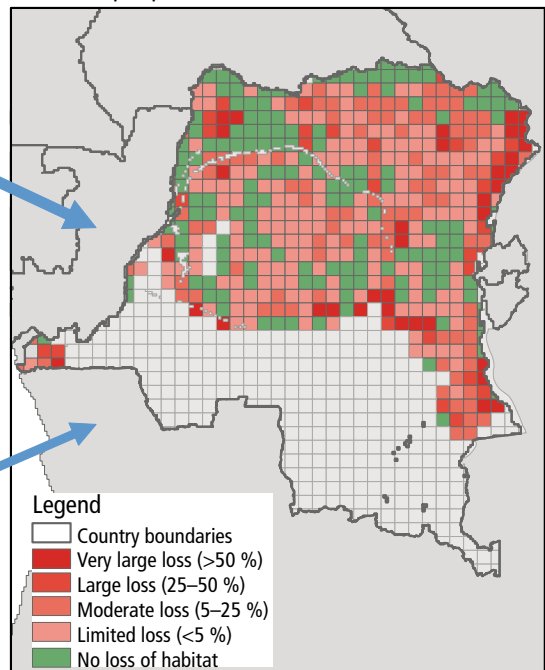 Legend
Country boundaries
Very large loss (>50 %)
Large loss (25–50 %)
Moderate loss (5–25 %)
Limited loss (<5 %)
No loss of habitat